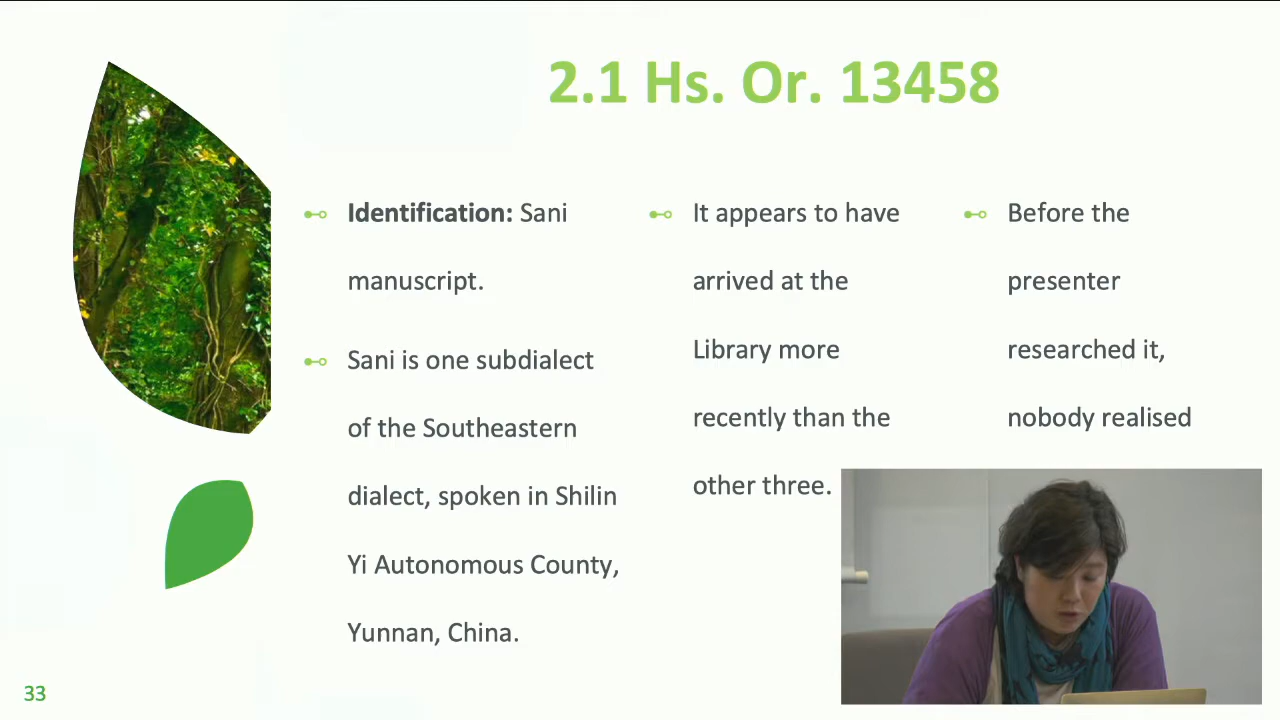 2.1 Hs. Or. 13458
Identification: Sani
manuscript.
Sani is one subdialect
of the Southeastern
dialect, spoken in Shilin
Yi Autonomous County,
Yunnan, China.
It appears to have
arrived at the
Library more
recently than the
other three.
Before the
presenter
researched it,
nobody realised
33